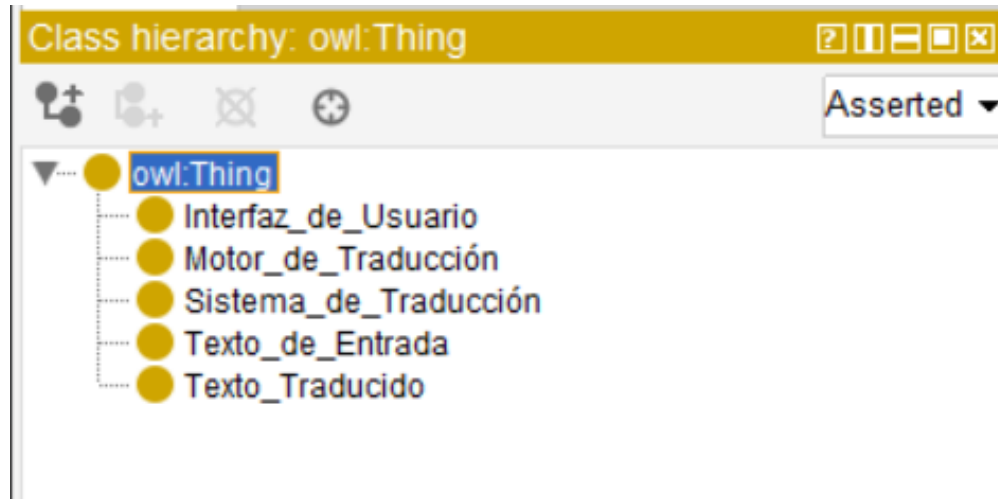 Class hierarchy: owl:Thing
Asserted
owl:Thing
Interfaz_de_Usuario
Motor_de_Traducción
Sistema_de_Traducción
Texto_de_Entrada
Texto_Traducido